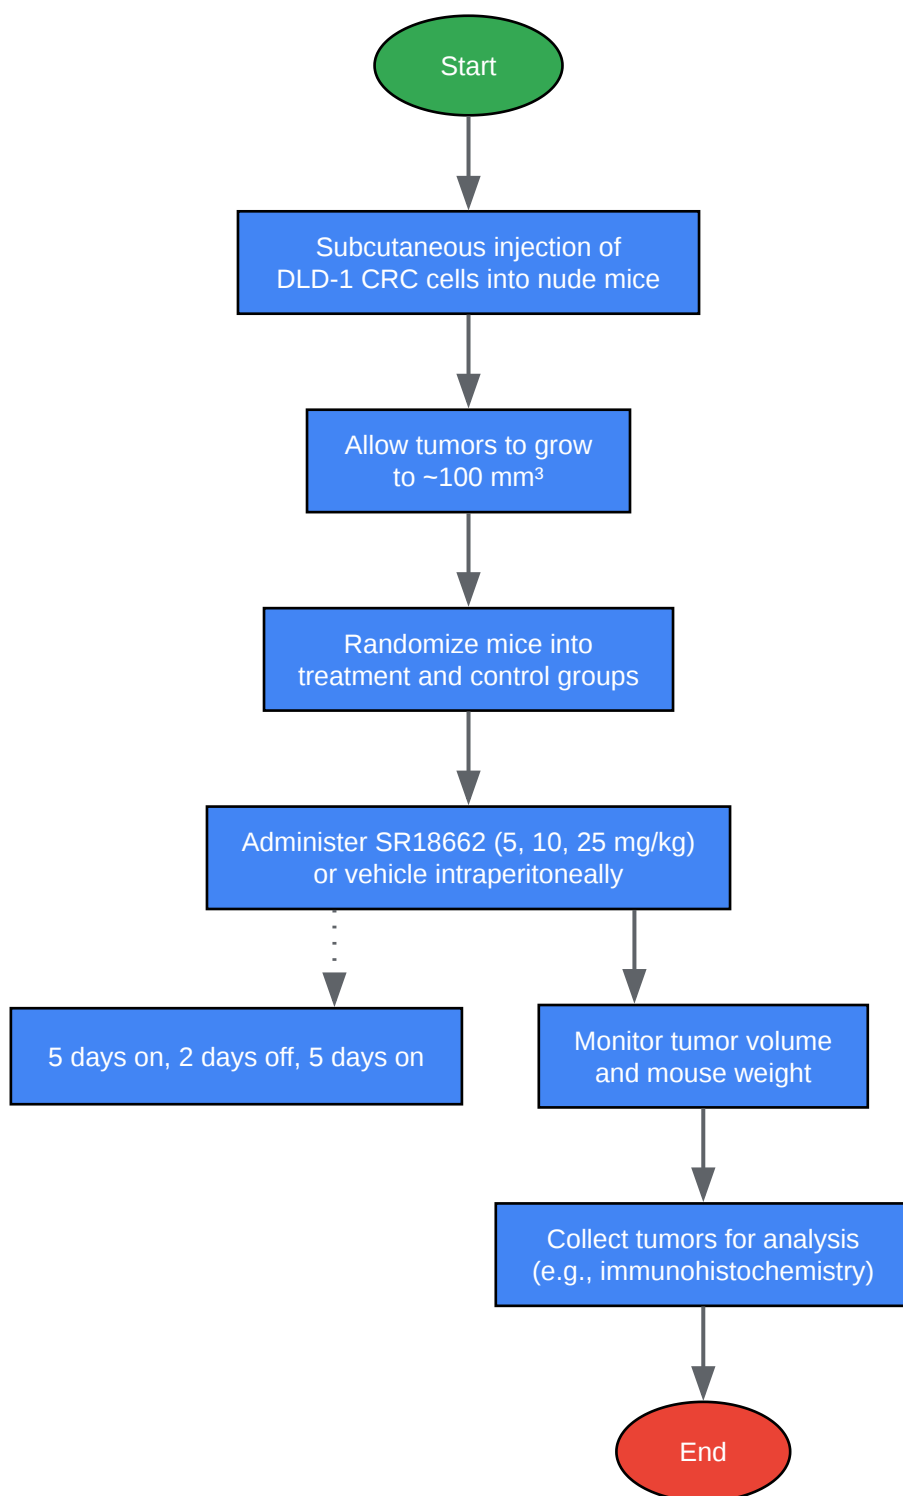 Start
Subcutaneous injection of
DLD-1 CRC cells into nude mice
Allow tumors to grow
to ~100 mm³
Randomize mice into
treatment and control groups
Administer SR18662 (5, 10, 25 mg/kg)
or vehicle intraperitoneally
5 days on, 2 days off, 5 days on
Monitor tumor volume
and mouse weight
Collect tumors for analysis
(e.g., immunohistochemistry)
End